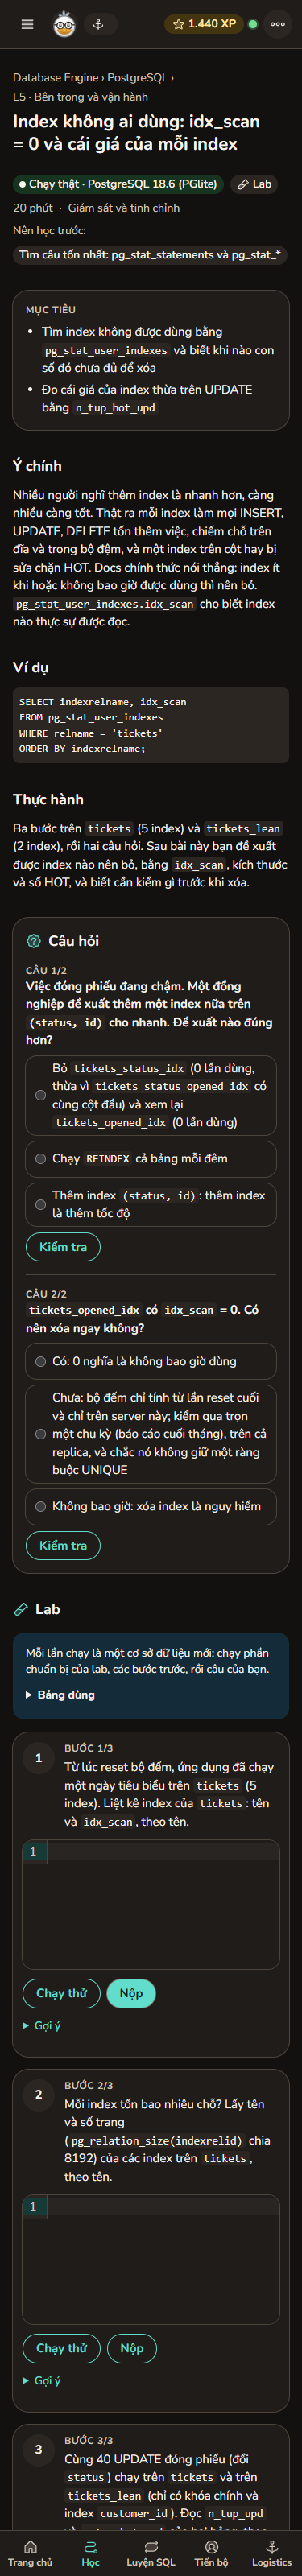 1.440 XP
Database Engine › PostgreSQL ›
L5 · Bên trong và vận hành
Index không ai dùng: idx_scan
= 0 và cái giá của mỗi index
Chạy thật · PostgreSQL 18.6 (PGlite)
Lab
20 phút · Giám sát và tinh chỉnh
Nên học trước:
Tìm câu tốn nhất: pg_stat_statements và pg_stat_*
MỤC TIÊU
• Tìm index không được dùng bằng
pg_stat_user_indexes và biết khi nào con
số đó chưa đủ để xóa
• Đo cái giá của index thừa trên UPDATE
bằng n_tup_hot_upd
Ý chính
Nhiều người nghĩ thêm index là nhanh hơn, càng
nhiều càng tốt. Thật ra mỗi index làm mọi INSERT,
UPDATE, DELETE tốn thêm việc, chiếm chỗ trên
đĩa và trong bộ đệm, và một index trên cột hay bị
sửa chặn HOT. Docs chính thức nói thẳng: index ít
khi hoặc không bao giờ được dùng thì nên bỏ.
pg_stat_user_indexes.idx_scan cho biết index
nào thực sự được đọc.
Ví dụ
SELECT indexrelname, idx_scan
FROM pg_stat_user_indexes
WHERE relname = 'tickets'
ORDER BY indexrelname;
Thực hành
Ba bước trên tickets (5 index) và tickets_lean
(2 index), rồi hai câu hỏi. Sau bài này bạn đề xuất
được index nào nên bỏ, bằng idx_scan, kích thước
và số HOT, và biết cần kiểm gì trước khi xóa.
Câu hỏi
CÂU 1/2
Việc đóng phiếu đang chậm. Một đồng
nghiệp đề xuất thêm một index nữa trên
(status, id) cho nhanh. Đề xuất nào đúng
hơn?
Bỏ tickets_status_idx (0 lần dùng,
thừa vì tickets_status_opened_idx có
cùng cột đầu) và xem lại
tickets_opened_idx (0 lần dùng)
Chạy REINDEX cả bảng mỗi đêm
Thêm index (status, id): thêm index
là thêm tốc độ
Kiểm tra
CÂU 2/2
tickets_opened_idx có idx_scan = 0. Có
nên xóa ngay không?
Có: 0 nghĩa là không bao giờ dùng
Chưa: bộ đếm chỉ tính từ lần reset cuối
và chỉ trên server này; kiểm qua trọn
một chu kỳ (báo cáo cuối tháng), trên cả
replica, và chắc nó không giữ một ràng
buộc UNIQUE
Không bao giờ: xóa index là nguy hiểm
Kiểm tra
Lab
Mỗi lần chạy là một cơ sở dữ liệu mới: chạy phần
chuẩn bị của lab, các bước trước, rồi câu của bạn.
Bảng dùng
1
BƯỚC 1/3
Từ lúc reset bộ đếm, ứng dụng đã chạy
một ngày tiêu biểu trên tickets (5
index). Liệt kê index của tickets: tên
và idx_scan, theo tên.
1
Chạy thử
Nộp
Gợi ý
2
BƯỚC 2/3
Mỗi index tốn bao nhiêu chỗ? Lấy tên
và số trang
(pg_relation_size(indexrelid) chia
8192) của các index trên tickets,
theo tên.
1
Chạy thử
Nộp
Gợi ý
3
BƯỚC 3/3
Cùng 40 UPDATE đóng phiếu (đổi
status) chạy trên tickets và trên
tickets_lean (chỉ có khóa chính và
index customer_id). Đọc n_tup_upd
Trang chủ
Học
Luyện SQL
Tiến bộ
Logistics